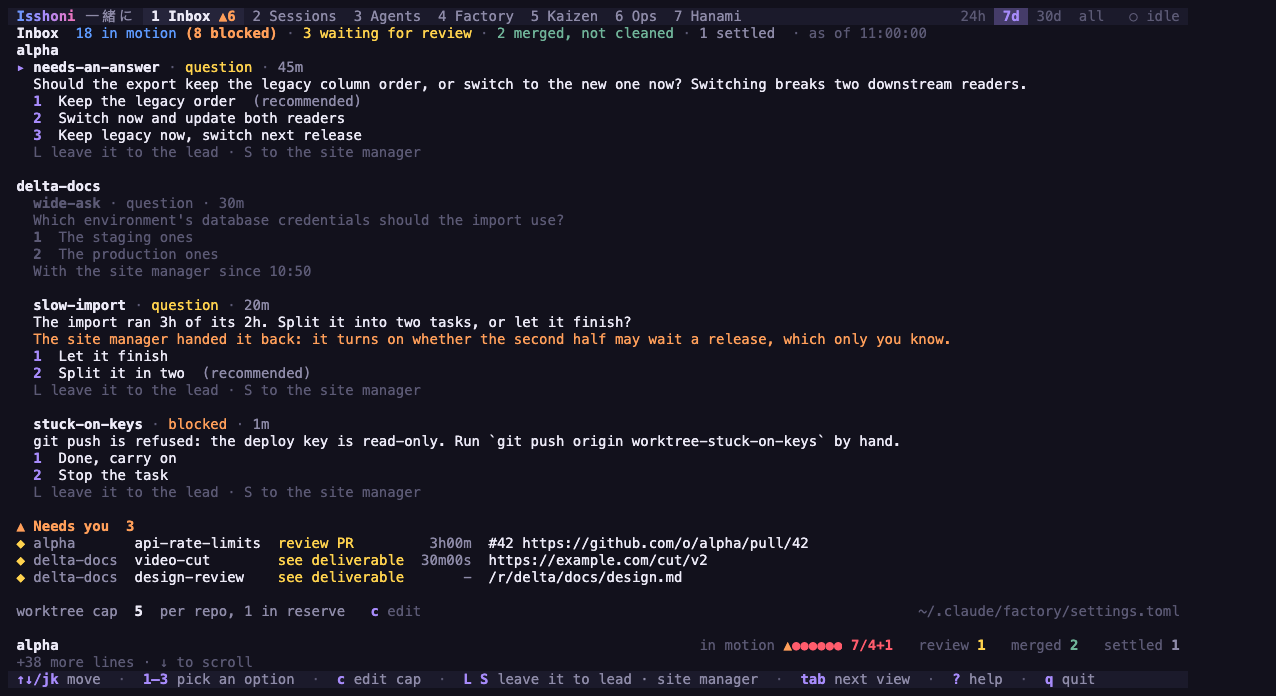 Isshoni 一緒に 1 Inbox ▲6 2 Sessions 3 Agents 4 Factory 5 Kaizen 6 Ops 7 Hanami 24h 7d 30d all ○ idle
Inbox 18 in motion (8 blocked) · 3 waiting for review · 2 merged, not cleaned · 1 settled · as of 11:00:00
alpha
▸ needs-an-answer · question · 45m
Should the export keep the legacy column order, or switch to the new one now? Switching breaks two downstream readers.
1 Keep the legacy order (recommended)
2 Switch now and update both readers
3 Keep legacy now, switch next release
L leave it to the lead · S to the site manager
delta-docs
wide-ask · question · 30m
Which environment's database credentials should the import use?
1 The staging ones
2 The production ones
With the site manager since 10:50
slow-import · question · 20m
The import ran 3h of its 2h. Split it into two tasks, or let it finish?
The site manager handed it back: it turns on whether the second half may wait a release, which only you know.
1 Let it finish
2 Split it in two (recommended)
L leave it to the lead · S to the site manager
stuck-on-keys · blocked · 1m
git push is refused: the deploy key is read-only. Run `git push origin worktree-stuck-on-keys` by hand.
1 Done, carry on
2 Stop the task
L leave it to the lead · S to the site manager
▲ Needs you 3
◆ alpha api-rate-limits review PR 3h00m #42 https://github.com/o/alpha/pull/42
◆ delta-docs video-cut see deliverable 30m00s https://example.com/cut/v2
◆ delta-docs design-review see deliverable – /r/delta/docs/design.md
worktree cap 5 per repo, 1 in reserve c edit ~/.claude/factory/settings.toml
alpha in motion ▲●●●●●● 7/4+1 review 1 merged 2 settled 1
+38 more lines · ↓ to scroll
↑↓/jk move · 1–3 pick an option · c edit cap · L S leave it to lead · site manager · tab next view · ? help · q quit